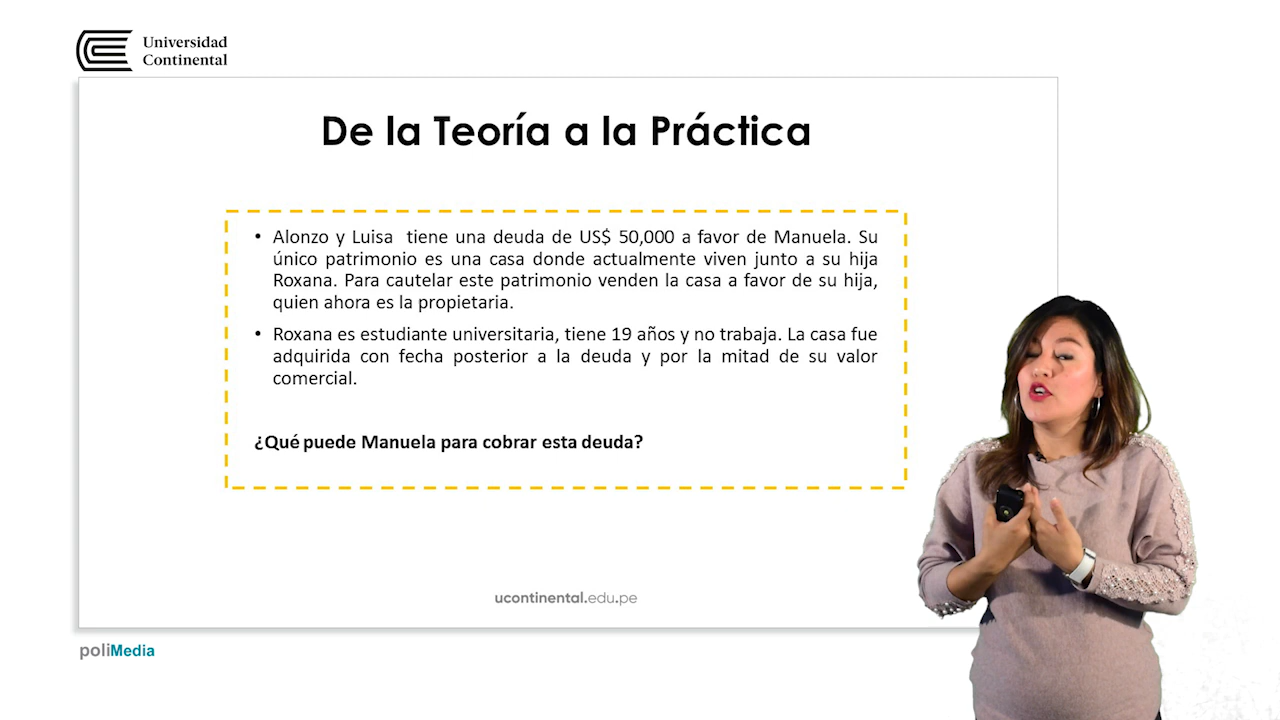 Universidad
Continental
De la Teoría a la Práctica
• Alonzo y Luisa tiene una deuda de US$ 50,000 a favor de Manuela. Su
único patrimonio es una casa donde actualmente viven junto a su hija
Roxana. Para cautelar este patrimonio venden la casa a favor de su hija,
quien ahora es la propietaria.
• Roxana es estudiante universitaria, tiene 19 años y no trabaja. La casa fue
adquirida con fecha posterior a la deuda y por la mitad de su valor
comercial.
¿Qué puede Manuela para cobrar esta deuda?
ucontinental.edu.pe
poliMedia